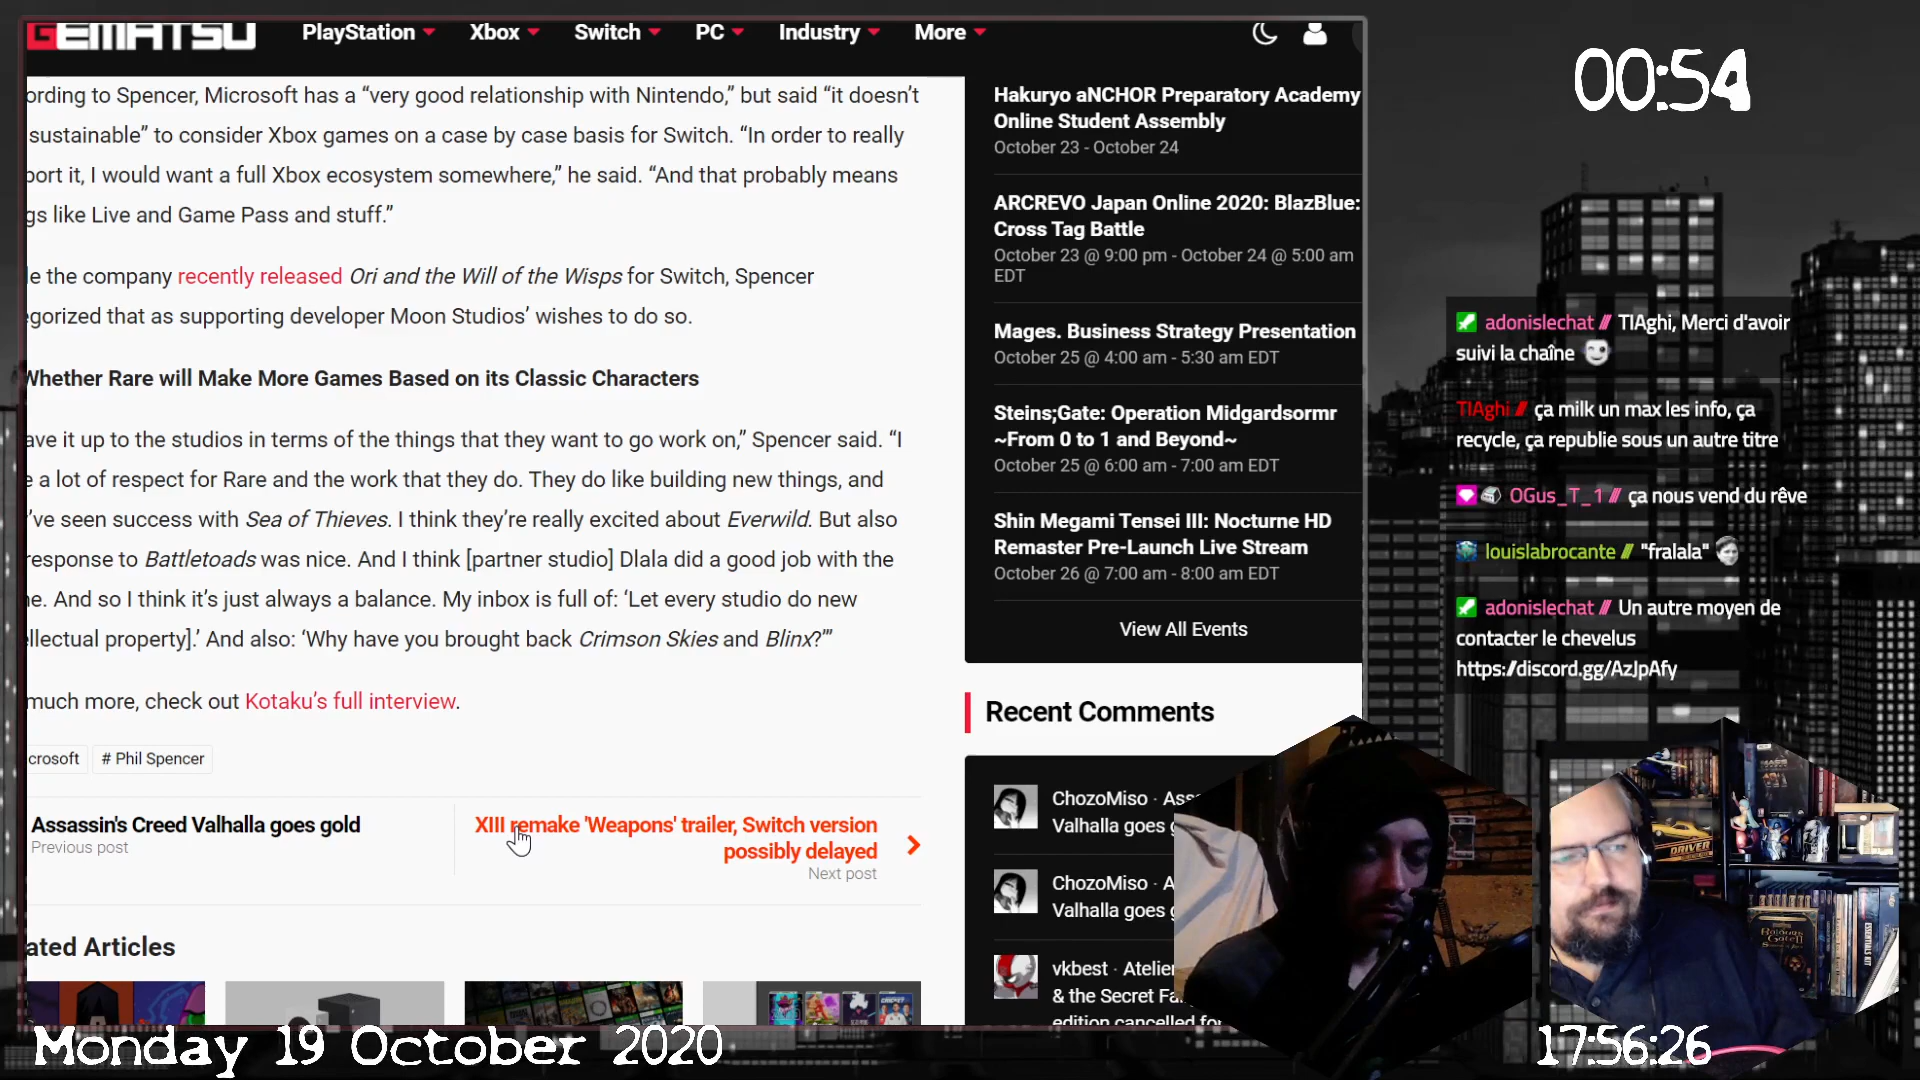 GEMATSU
PlayStation
Xbox
Switch
PC
Industry
More
ording to Spencer, Microsoft has a “very good relationship with Nintendo,” but said “it doesn’t
sustainable” to consider Xbox games on a case by case basis for Switch. “In order to really
port it, I would want a full Xbox ecosystem somewhere,” he said. “And that probably means
gs like Live and Game Pass and stuff.”
le the company recently released Ori and the Will of the Wisps for Switch, Spencer
egorized that as supporting developer Moon Studios’ wishes to do so.
Whether Rare will Make More Games Based on its Classic Characters
ave it up to the studios in terms of the things that they want to go work on,” Spencer said. “I
e a lot of respect for Rare and the work that they do. They do like building new things, and
’ve seen success with Sea of Thieves. I think they’re really excited about Everwild. But also
response to Battletoads was nice. And I think [partner studio] Dlala did a good job with the
ne. And so I think it’s just always a balance. My inbox is full of: ‘Let every studio do new
ellectual property].’ And also: ‘Why have you brought back Crimson Skies and Blinx?’”
much more, check out Kotaku’s full interview.
crosoft
# Phil Spencer
Assassin's Creed Valhalla goes gold
Previous post
XIII remake 'Weapons' trailer, Switch version
possibly delayed
Next post
ated Articles
Hakuryo aNCHOR Preparatory Academy
Online Student Assembly
October 23 - October 24
ARCREVO Japan Online 2020: BlazBlue:
Cross Tag Battle
October 23 @ 9:00 pm - October 24 @ 5:00 am
EDT
Mages. Business Strategy Presentation
October 25 @ 4:00 am - 5:30 am EDT
Steins;Gate: Operation Midgardsormr
~From 0 to 1 and Beyond~
October 25 @ 6:00 am - 7:00 am EDT
Shin Megami Tensei III: Nocturne HD
Remaster Pre-Launch Live Stream
October 26 @ 7:00 am - 8:00 am EDT
View All Events
Recent Comments
ChozoMiso · Ass
Valhalla goes g
ChozoMiso · A
Valhalla goes g
vkbest · Atelier
& the Secret Fa
edition cancelled fo
00:54
adonislechat // TIAghi, Merci d'avoir
suivi la chaîne
TIAghi // ça milk un max les info, ça
recycle, ça republie sous un autre titre
OGus_T_1 // ça nous vend du rêve
louislabrocante // "fralala"
adonislechat // Un autre moyen de
contacter le chevelus
https://discord.gg/AzJpAfy
DRIVER
Monday 19 October 2020
17:56:26